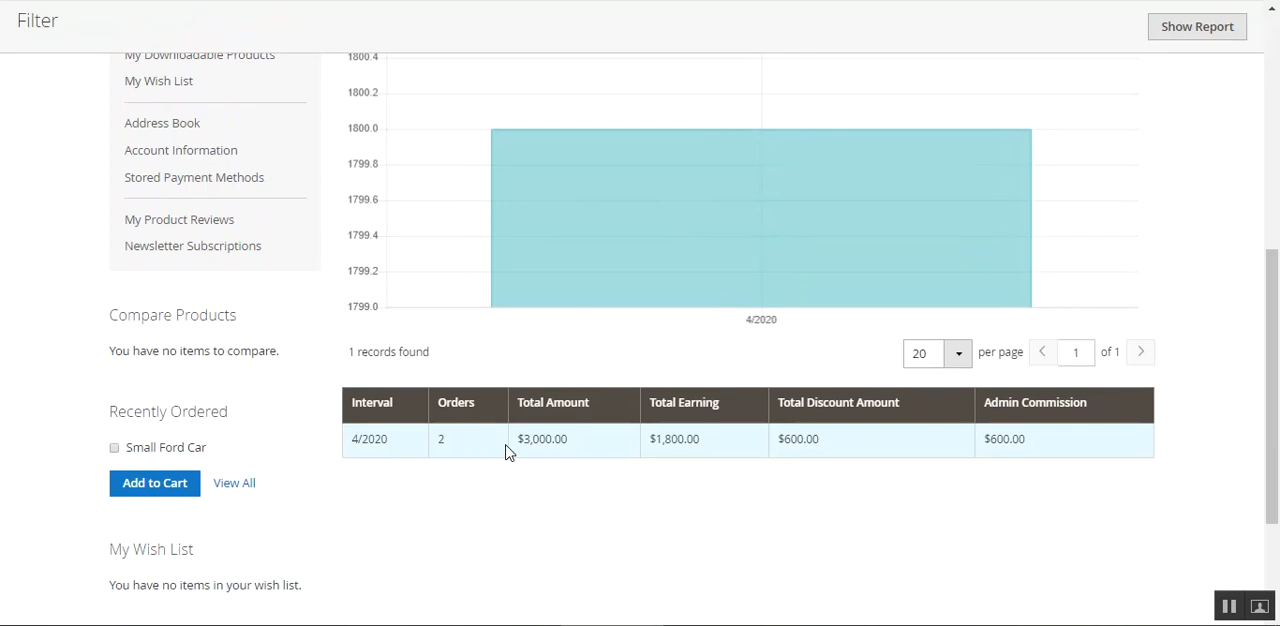 Filter
Show Report
My Downloadable Products
My Wish List
Address Book
Account Information
Stored Payment Methods
My Product Reviews
Newsletter Subscriptions
Compare Products
You have no items to compare.
Recently Ordered
Small Ford Car
Add to Cart View All
My Wish List
You have no items in your wish list.
1800.4
1800.2
1800.0
1799.8
1799.6
1799.4
1799.2
1799.0
4/2020
1 records found 20 per page 1 of 1
Interval Orders Total Amount Total Earning Total Discount Amount Admin Commission
4/2020 2 $3,000.00 $1,800.00 $600.00 $600.00